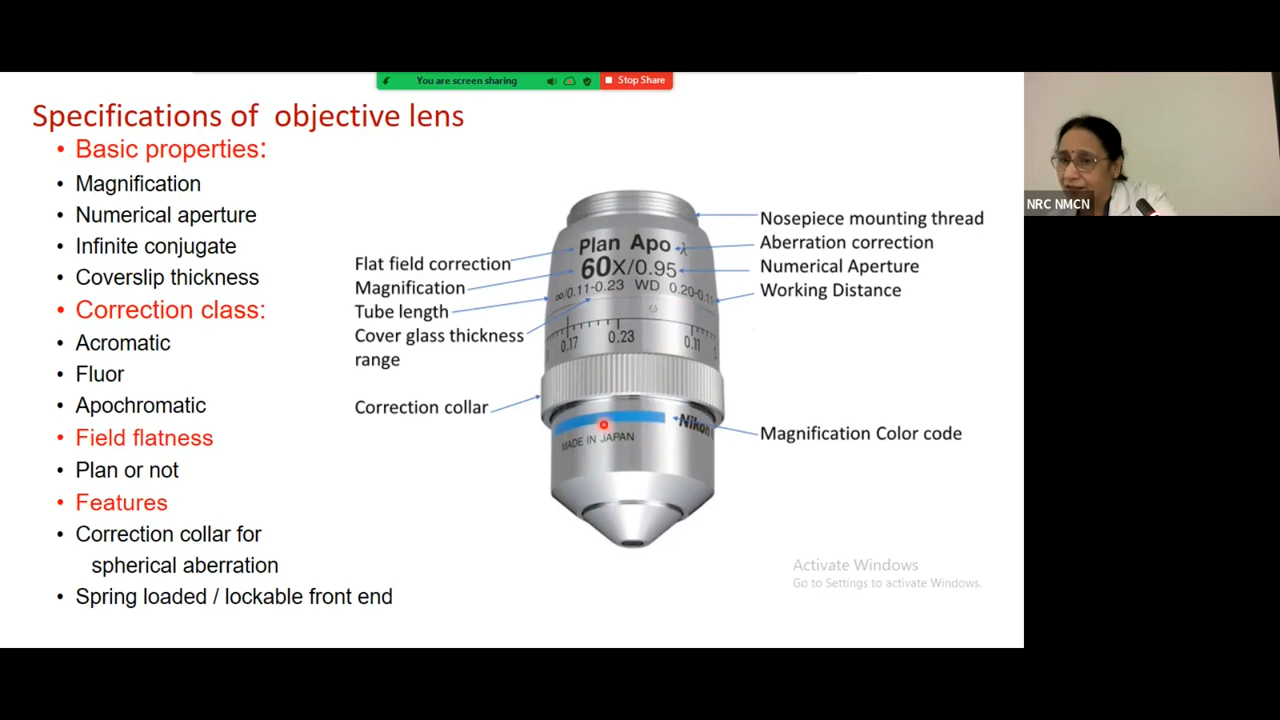 You are screen sharing
Stop Share
Specifications of objective lens
• Basic properties:
• Magnification
• Numerical aperture
• Infinite conjugate
• Coverslip thickness
• Correction class:
• Acromatic
• Fluor
• Apochromatic
• Field flatness
• Plan or not
• Features
• Correction collar for
spherical aberration
• Spring loaded / lockable front end
Flat field correction
Magnification
Tube length
Cover glass thickness
range
Correction collar
Plan Apo λ
60X/0.95
∞/0.11-0.23 WD 0.20-0.11
0.17 0.23 0.11
Nikon
MADE IN JAPAN
Nosepiece mounting thread
Aberration correction
Numerical Aperture
Working Distance
Magnification Color code
Activate Windows
Go to Settings to activate Windows.
NRC NMCN